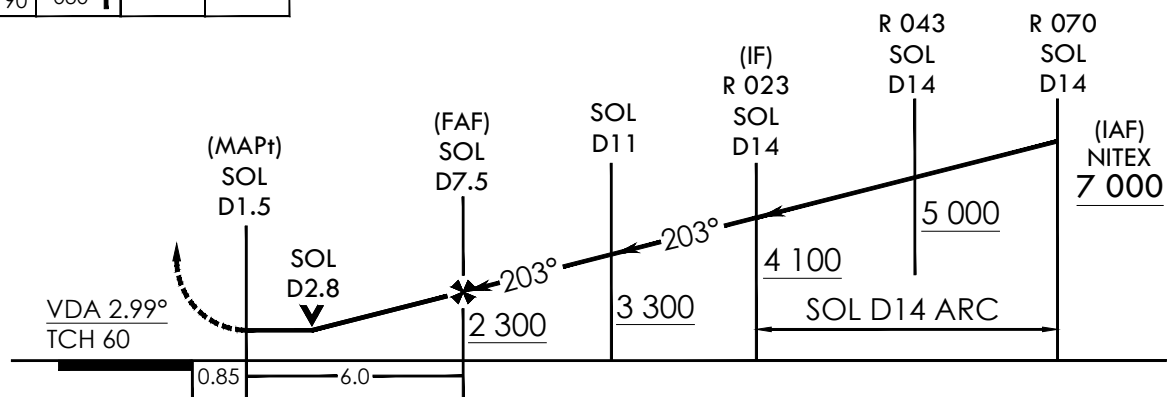 90
R 043
SOL
D14
R 070
SOL
D14
(IF)
R 023
SOL
D14
SOL
D11
(FAF)
SOL
D7.5
(MAPt)
SOL
D1.5
(IAF)
NITEX
7 000
SOL
D2.8
203°
203°
5 000
4 100
3 300
2 300
SOL D14 ARC
VDA 2.99°
TCH 60
0.85
6.0